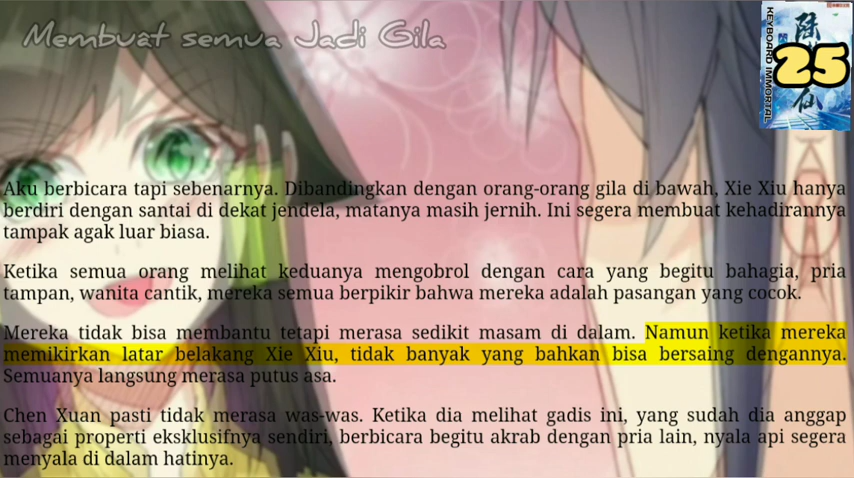 Membuat semua Jadi Gila
KEYBOARD IMMORTAL
25
Aku berbicara tapi sebenarnya. Dibandingkan dengan orang-orang gila di bawah, Xie Xiu hanya
berdiri dengan santai di dekat jendela, matanya masih jernih. Ini segera membuat kehadirannya
tampak agak luar biasa.
Ketika semua orang melihat keduanya mengobrol dengan cara yang begitu bahagia, pria
tampan, wanita cantik, mereka semua berpikir bahwa mereka adalah pasangan yang cocok.
Mereka tidak bisa membantu tetapi merasa sedikit masam di dalam. Namun ketika mereka
memikirkan latar belakang Xie Xiu, tidak banyak yang bahkan bisa bersaing dengannya.
Semuanya langsung merasa putus asa.
Chen Xuan pasti tidak merasa was-was. Ketika dia melihat gadis ini, yang sudah dia anggap
sebagai properti eksklusifnya sendiri, berbicara begitu akrab dengan pria lain, nyala api segera
menyala di dalam hatinya.